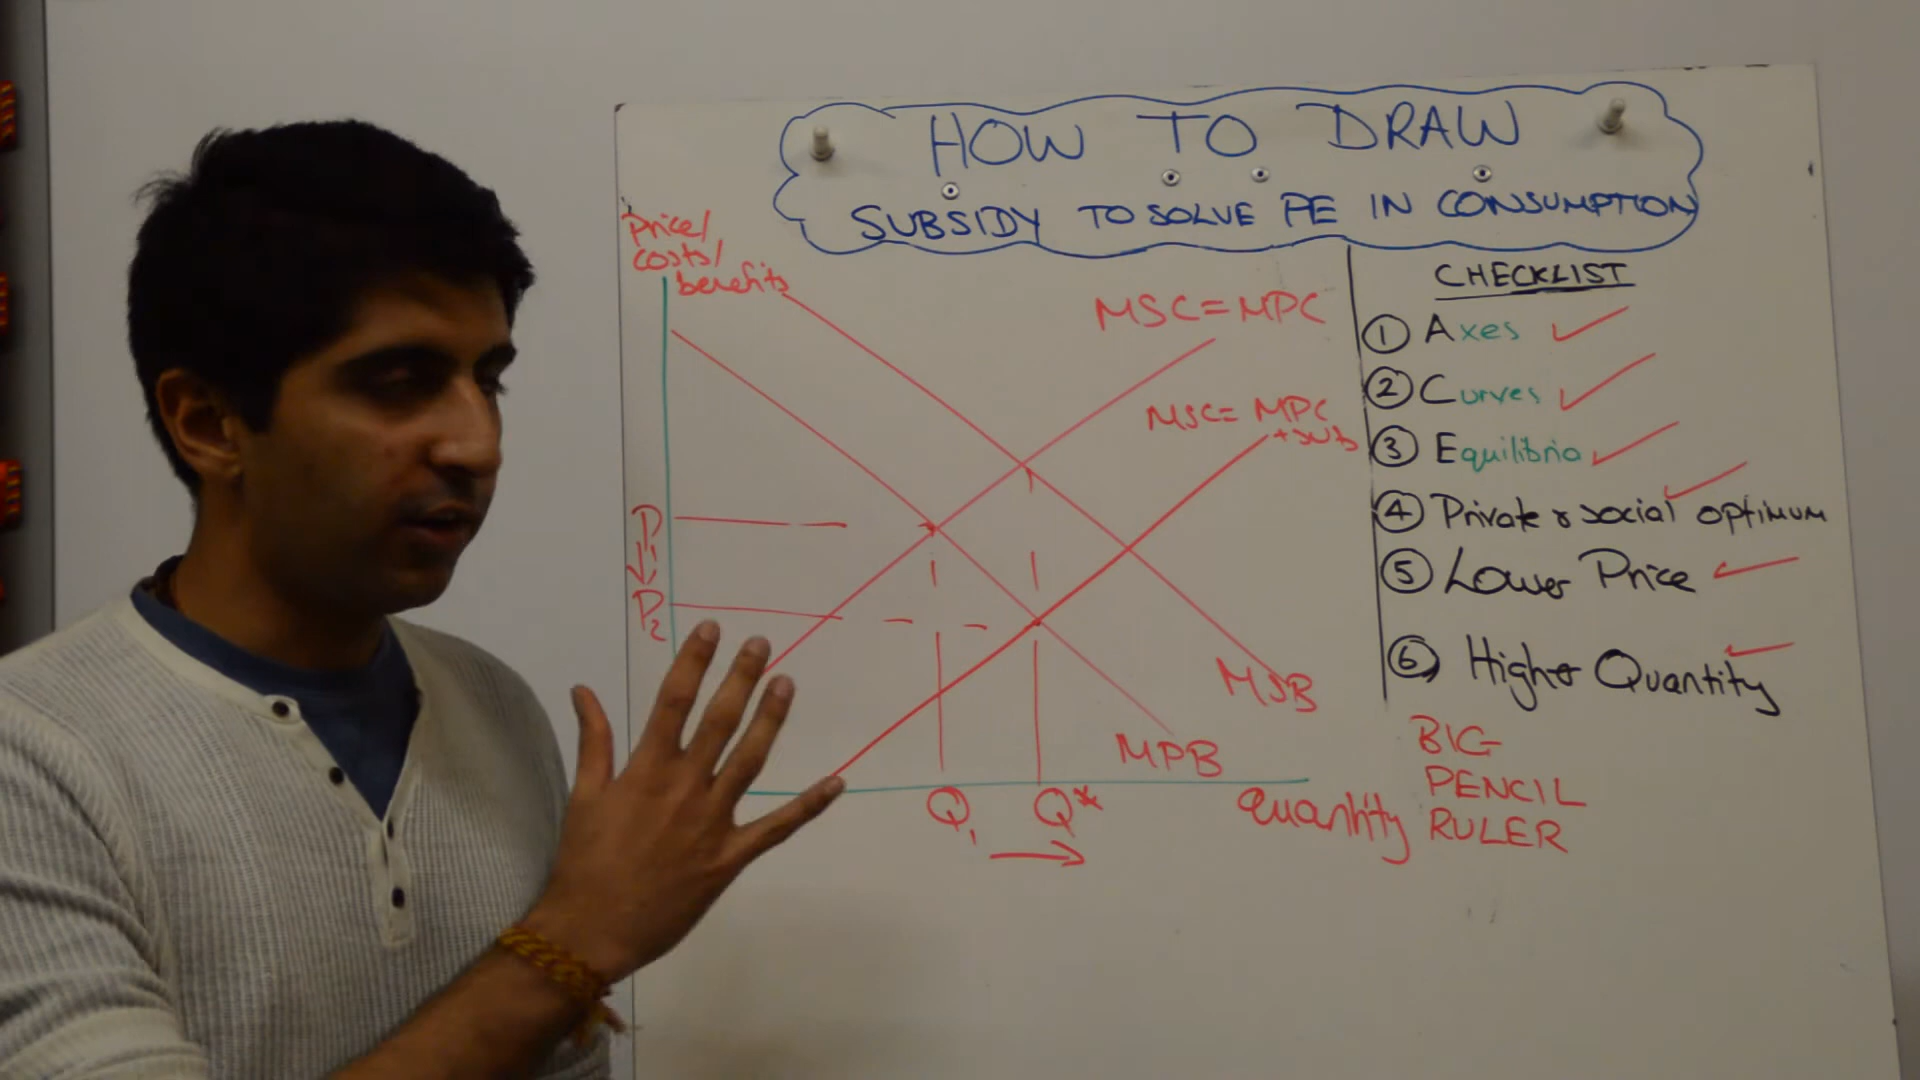 HOW TO DRAW
SUBSIDY TO SOLVE PE IN CONSUMPTION
Price/
costs/
benefits
MSC = MPC
MSC = MPC
+ sub
P1
P2
MSB
MPB
Q1
Q*
quantity
CHECKLIST
1 Axes
2 Curves
3 Equilibria
4 Private & social optimum
5 Lower Price
6 Higher Quantity
BIG
PENCIL
RULER